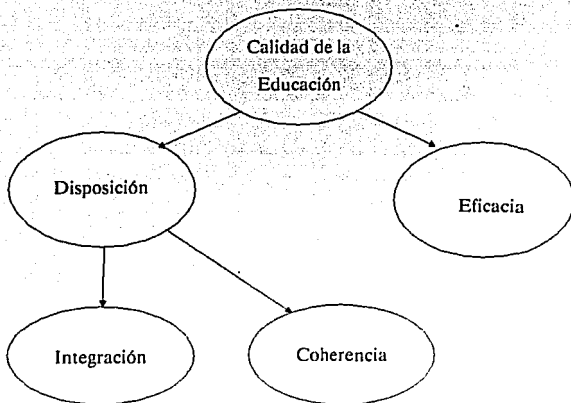 Calidad de la
Educación
Disposición
Eficacia
Integración
Coherencia